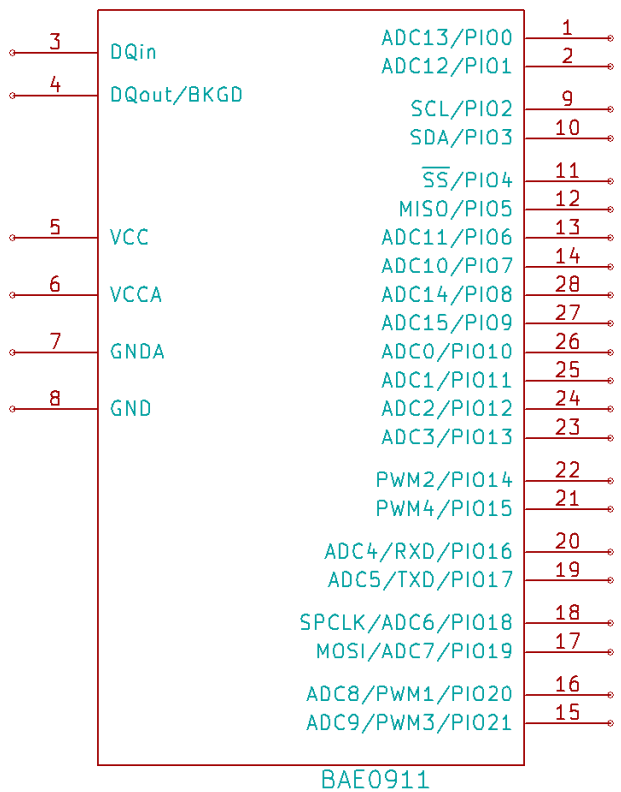 3 DQin
4 DQout/BKGD
5 VCC
6 VCCA
7 GNDA
8 GND
ADC13/PIO0 1
ADC12/PIO1 2
SCL/PIO2 9
SDA/PIO3 10
S̅S̅/PIO4 11
MISO/PIO5 12
ADC11/PIO6 13
ADC10/PIO7 14
ADC14/PIO8 28
ADC15/PIO9 27
ADC0/PIO10 26
ADC1/PIO11 25
ADC2/PIO12 24
ADC3/PIO13 23
PWM2/PIO14 22
PWM4/PIO15 21
ADC4/RXD/PIO16 20
ADC5/TXD/PIO17 19
SPCLK/ADC6/PIO18 18
MOSI/ADC7/PIO19 17
ADC8/PWM1/PIO20 16
ADC9/PWM3/PIO21 15
BAE0911